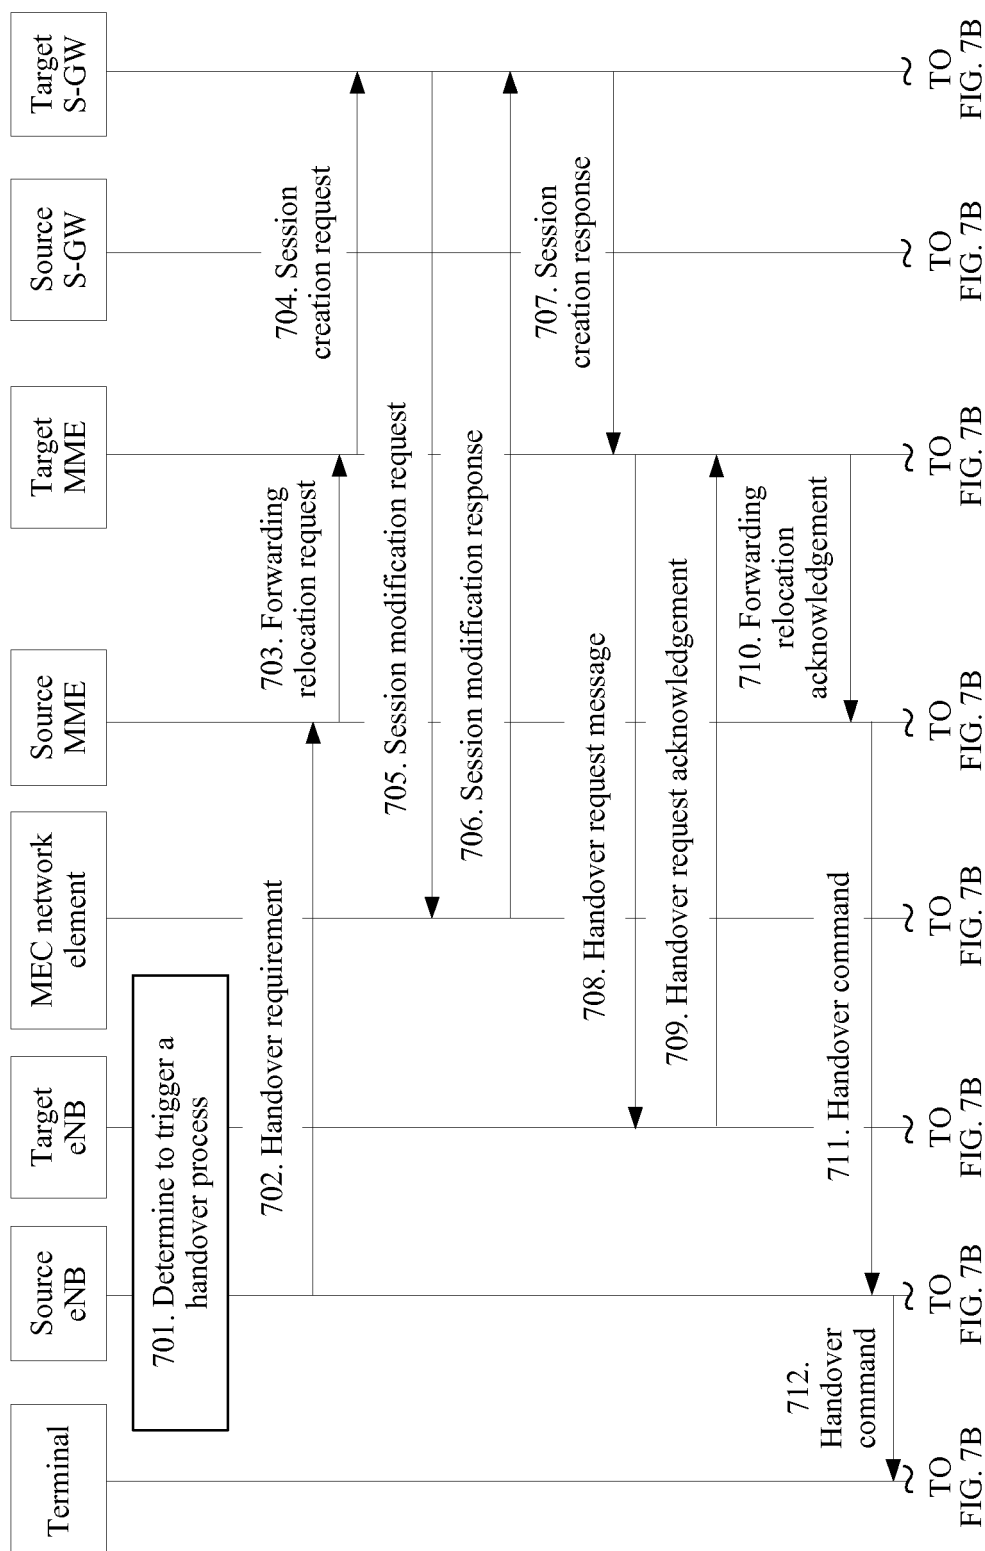 Terminal
Source
eNB
Target
eNB
MEC network
element
Source
MME
Target
MME
Source
S-GW
Target
S-GW
701. Determine to trigger a
handover process
702. Handover requirement
703. Forwarding
relocation request
704. Session
creation request
705. Session modification request
706. Session modification response
707. Session
creation response
708. Handover request message
709. Handover request acknowledgement
710. Forwarding
relocation
acknowledgement
711. Handover command
712.
Handover
command
TO
FIG. 7B
TO
FIG. 7B
TO
FIG. 7B
TO
FIG. 7B
TO
FIG. 7B
TO
FIG. 7B
TO
FIG. 7B
TO
FIG. 7B